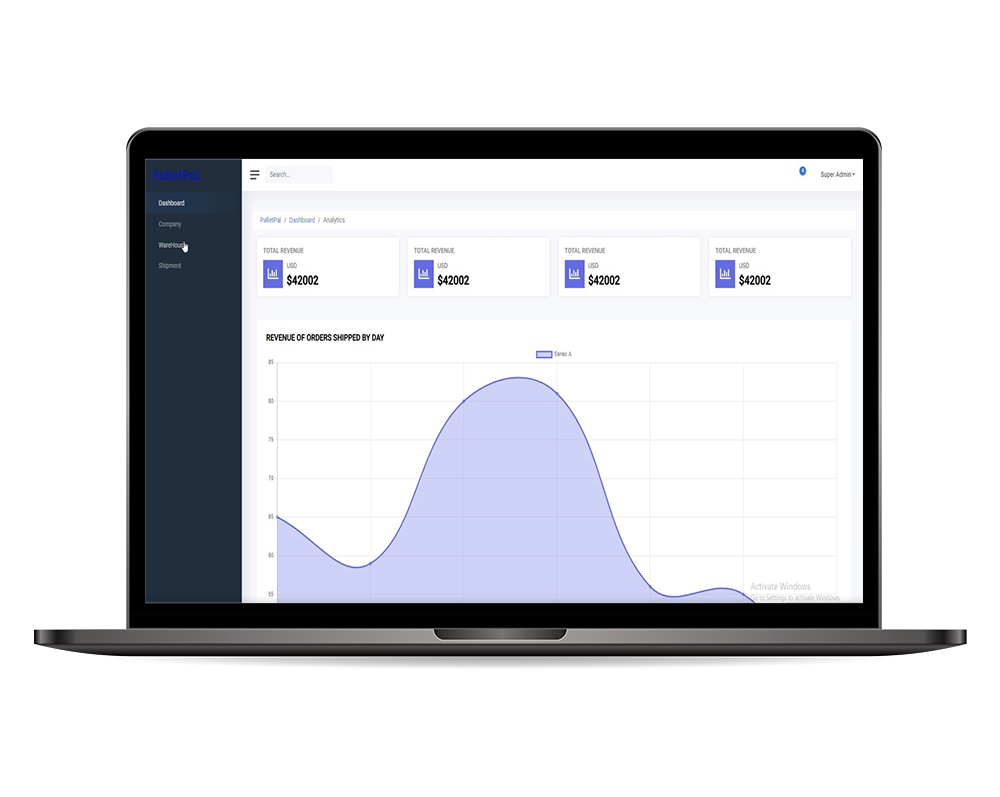 PalletPal
Search..
4
Super Admin
Dashboard
Company
WareHous
Shipment
PalletPal / Dashboard / Analytics
TOTAL REVENUE
USD
$42002
TOTAL REVENUE
USD
$42002
TOTAL REVENUE
USD
$42002
TOTAL REVENUE
USD
$42002
REVENUE OF ORDERS SHIPPED BY DAY
Series A
85
80
75
70
65
60
55
Activate Windows
Go to Settings to activate Windows.